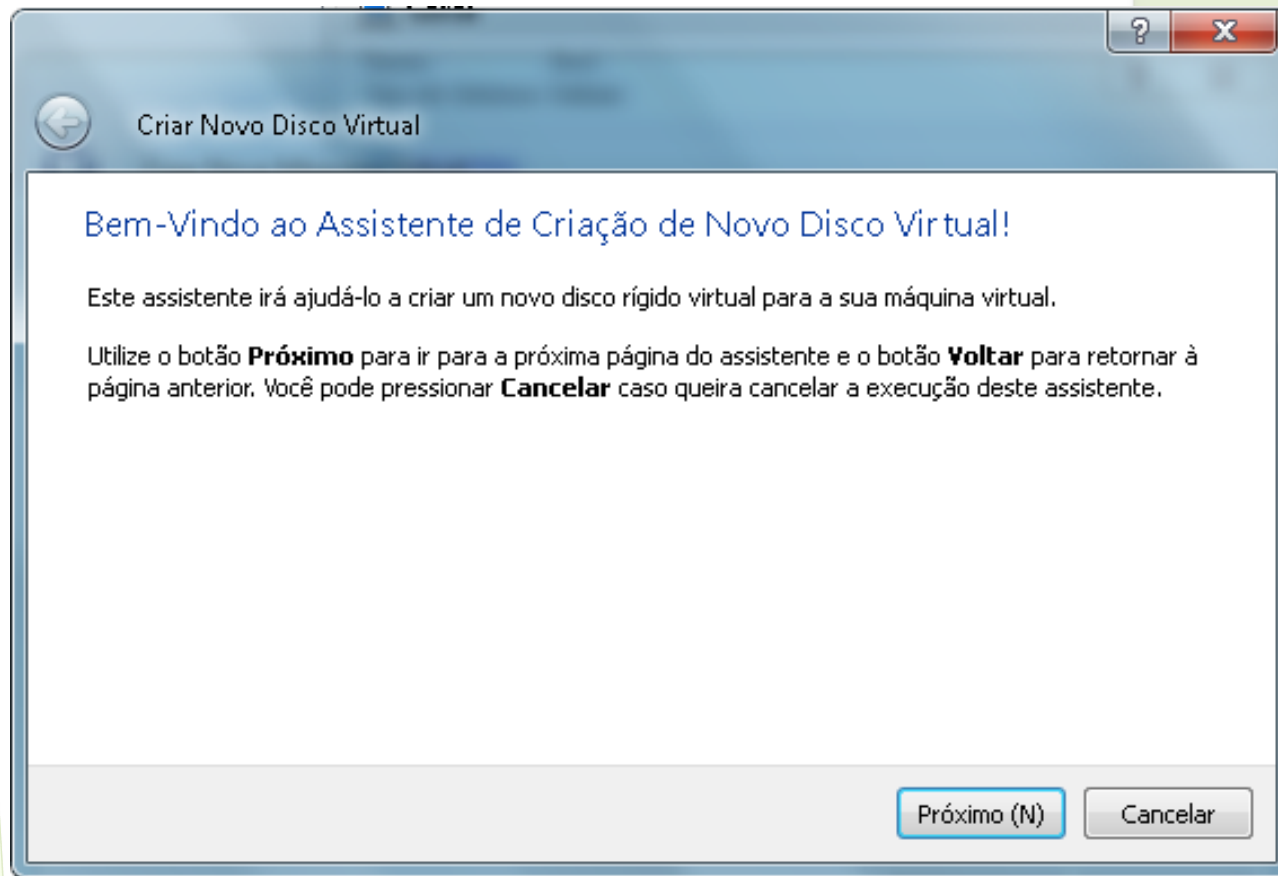 Criar Novo Disco Virtual
Bem-Vindo ao Assistente de Criação de Novo Disco Virtual!
Este assistente irá ajudá-lo a criar um novo disco rígido virtual para a sua máquina virtual.
Utilize o botão Próximo para ir para a próxima página do assistente e o botão Voltar para retornar à
página anterior. Você pode pressionar Cancelar caso queira cancelar a execução deste assistente.
Próximo (N) Cancelar